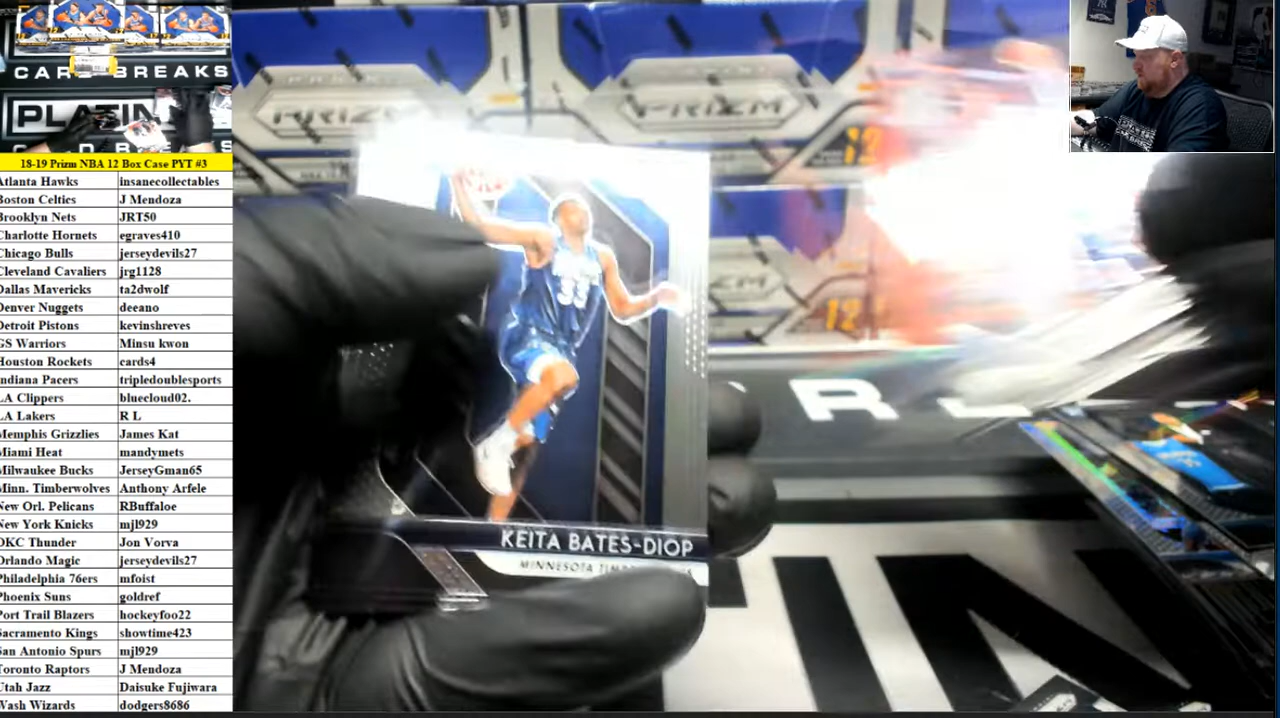 CARD BREAKS
PLATIN
18-19 Prizm NBA 12 Box Case PYT #3
Atlanta Hawks insanecollectables
Boston Celtics J Mendoza
Brooklyn Nets JRT50
Charlotte Hornets egraves410
Chicago Bulls jerseydevils27
Cleveland Cavaliers jrg1128
Dallas Mavericks ta2dwolf
Denver Nuggets deeano
Detroit Pistons kevinshreves
GS Warriors Minsu kwon
Houston Rockets cards4
Indiana Pacers tripledoublesports
LA Clippers bluecloud02.
LA Lakers R L
Memphis Grizzlies James Kat
Miami Heat mandymets
Milwaukee Bucks JerseyGman65
Minn. Timberwolves Anthony Arfele
New Orl. Pelicans RBuffaloe
New York Knicks mjl929
OKC Thunder Jon Vorva
Orlando Magic jerseydevils27
Philadelphia 76ers mfoist
Phoenix Suns goldref
Port Trail Blazers hockeyfoo22
Sacramento Kings showtime423
San Antonio Spurs mjl929
Toronto Raptors J Mendoza
Utah Jazz Daisuke Fujiwara
Wash Wizards dodgers8686
PRIZM PRIZM
12
12
R
KEITA BATES-DIOP
MINNESOTA
IN